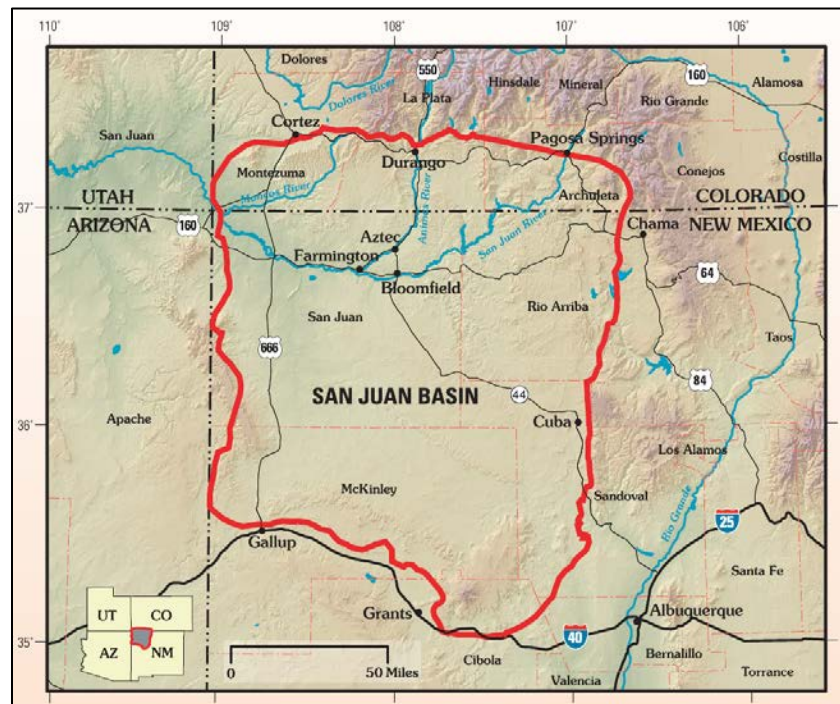 110°
109°
108°
107°
106°
Dolores
550
Hinsdale
Mineral
160
Alamosa
La Plata
Rio Grande
Dolores River
Cortez
San Juan
Durango
Pagosa Springs
Costilla
Montezuma
Conejos
Mancos River
Archuleta
UTAH
COLORADO
37°
ARIZONA
NEW MEXICO
160
Animas River
San Juan River
Chama
Aztec
Farmington
Bloomfield
64
San Juan
Rio Arriba
Taos
666
84
SAN JUAN BASIN
44
Apache
36°
Cuba
Los Alamos
McKinley
Sandoval
Rio Grande
25
Gallup
Santa Fe
UT
CO
AZ
NM
Grants
Albuquerque
35°
0
50 Miles
40
Cibola
Bernalillo
Valencia
Torrance